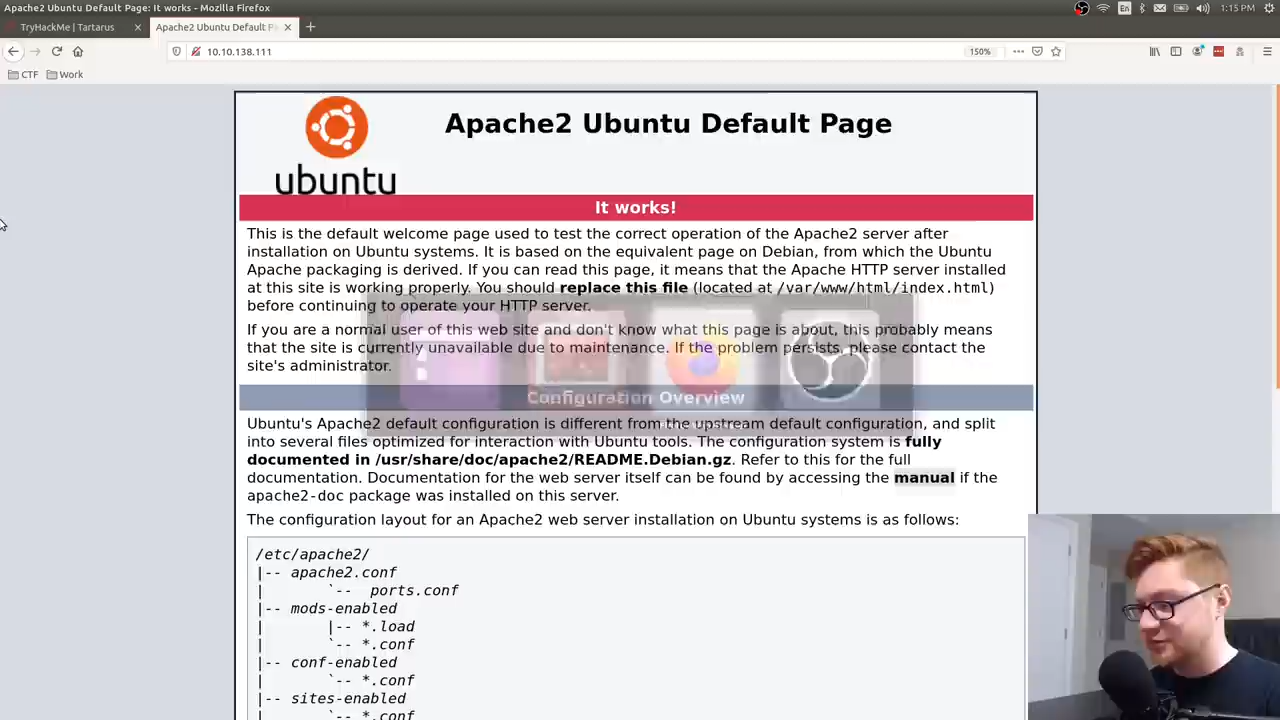 Apache2 Ubuntu Default Page: It works - Mozilla Firefox
En
1:15 PM
TryHackMe | Tartarus
Apache2 Ubuntu Default P
10.10.138.111
150%
CTF
Work
ubuntu
Apache2 Ubuntu Default Page
It works!
This is the default welcome page used to test the correct operation of the Apache2 server after
installation on Ubuntu systems. It is based on the equivalent page on Debian, from which the Ubuntu
Apache packaging is derived. If you can read this page, it means that the Apache HTTP server installed
at this site is working properly. You should replace this file (located at /var/www/html/index.html)
before continuing to operate your HTTP server.
If you are a normal user of this web site and don't know what this page is about, this probably means
that the site is currently unavailable due to maintenance. If the problem persists, please contact the
site's administrator.
Configuration Overview
Ubuntu's Apache2 default configuration is different from the upstream default configuration, and split
into several files optimized for interaction with Ubuntu tools. The configuration system is fully
documented in /usr/share/doc/apache2/README.Debian.gz. Refer to this for the full
documentation. Documentation for the web server itself can be found by accessing the manual if the
apache2-doc package was installed on this server.
The configuration layout for an Apache2 web server installation on Ubuntu systems is as follows:
/etc/apache2/
|-- apache2.conf
|       `--  ports.conf
|-- mods-enabled
|       |-- *.load
|       `-- *.conf
|-- conf-enabled
|       `-- *.conf
|-- sites-enabled
|       `-- *.conf